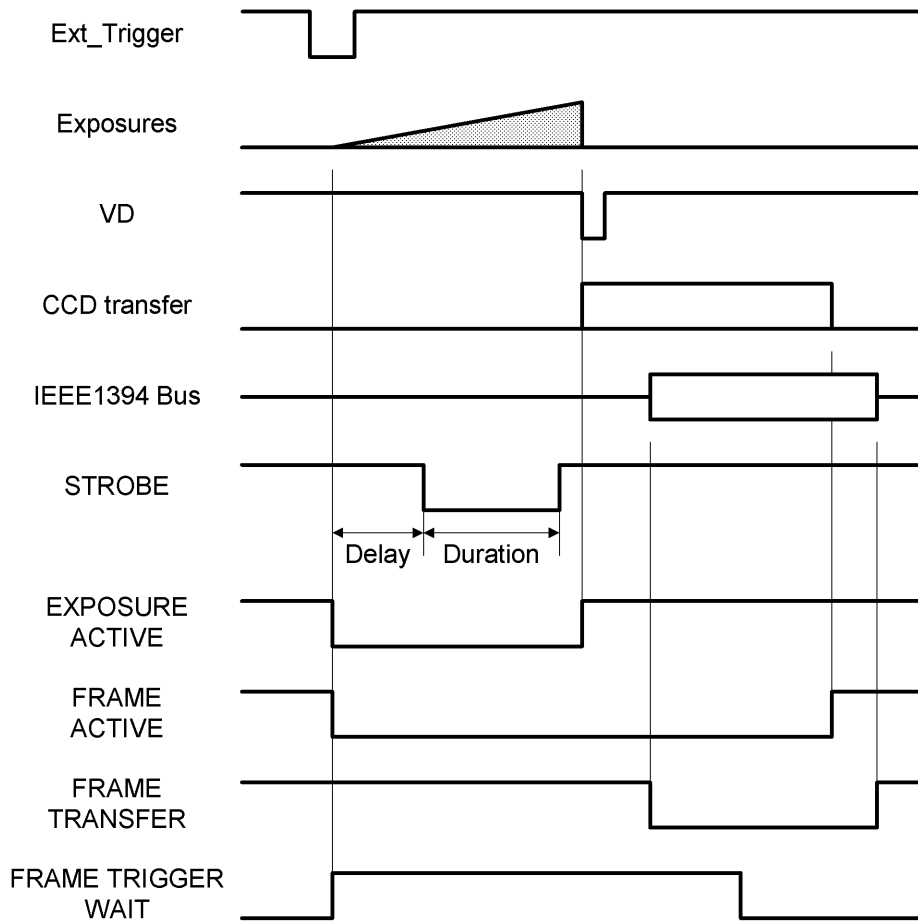 Ext_Trigger
Exposures
VD
CCD transfer
IEEE1394 Bus
STROBE
Delay
Duration
EXPOSURE
ACTIVE
FRAME
ACTIVE
FRAME
TRANSFER
FRAME TRIGGER
WAIT